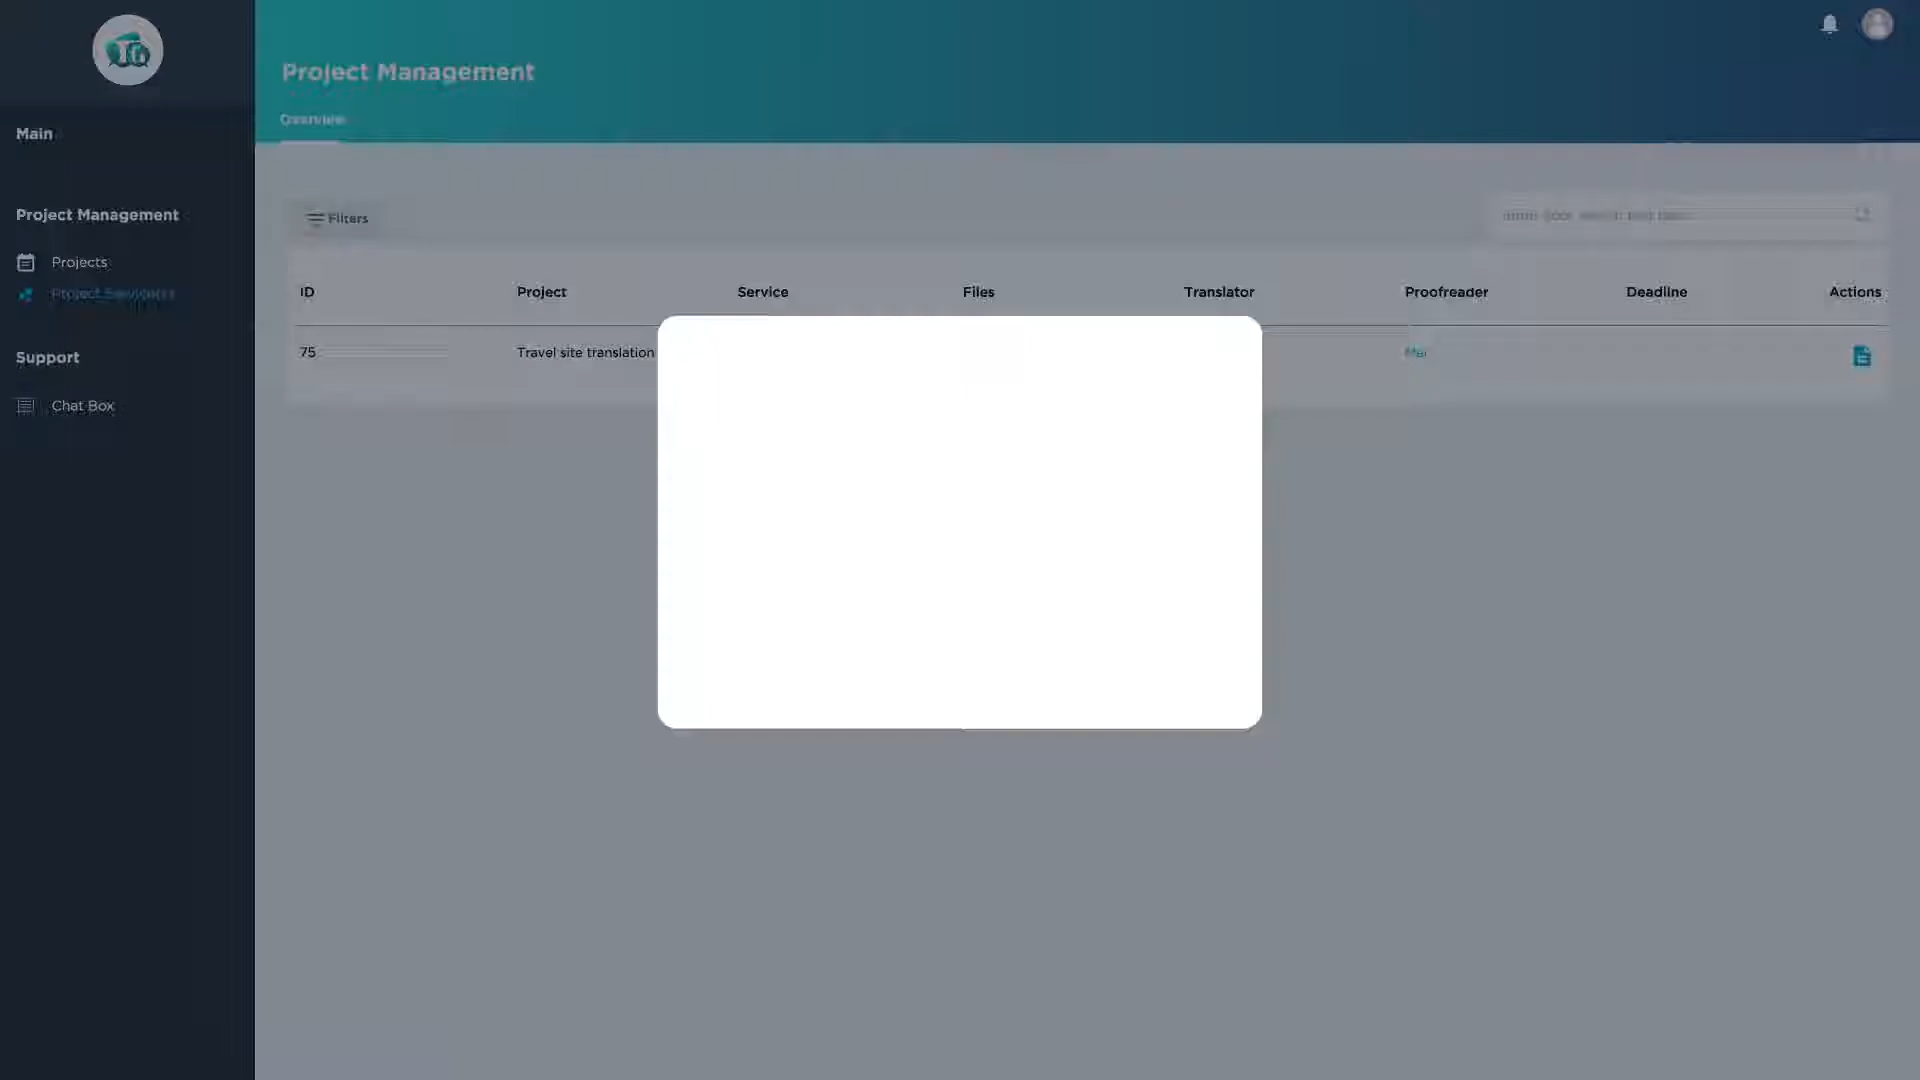 TG
Project Management
Overview
Main
Project Management
Projects
Project
Support
Chat Box
Filters
ID Project Service Files Translator Proofreader Deadline Actions
75 Travel site translation